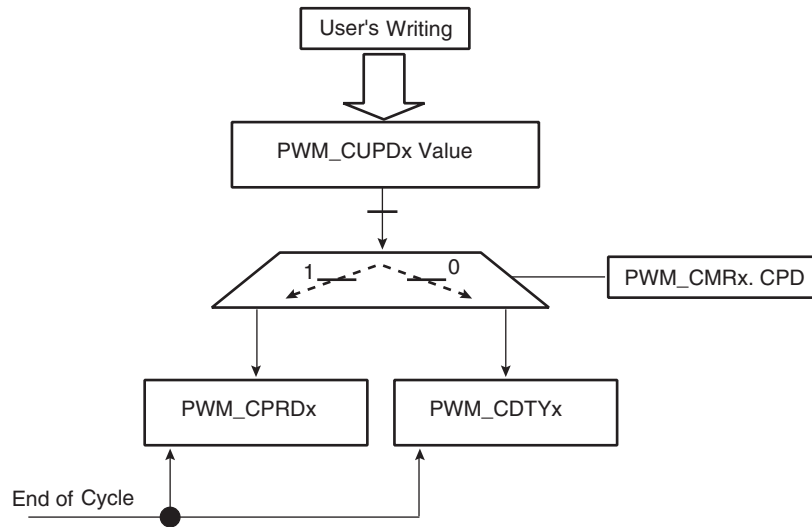 User's Writing
PWM_CUPDx Value
1
0
PWM_CMRx. CPD
PWM_CPRDx
PWM_CDTYx
End of Cycle